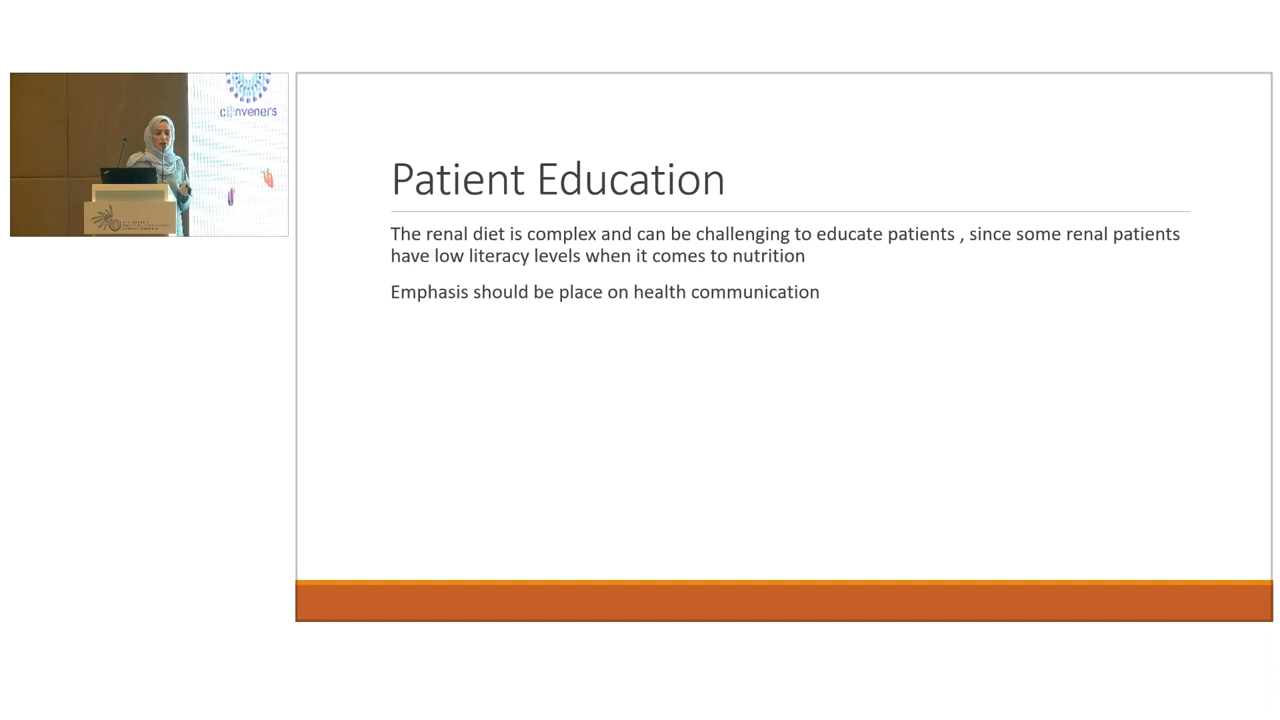 c nveners
Patient Education
The renal diet is complex and can be challenging to educate patients , since some renal patients
have low literacy levels when it comes to nutrition
Emphasis should be place on health communication